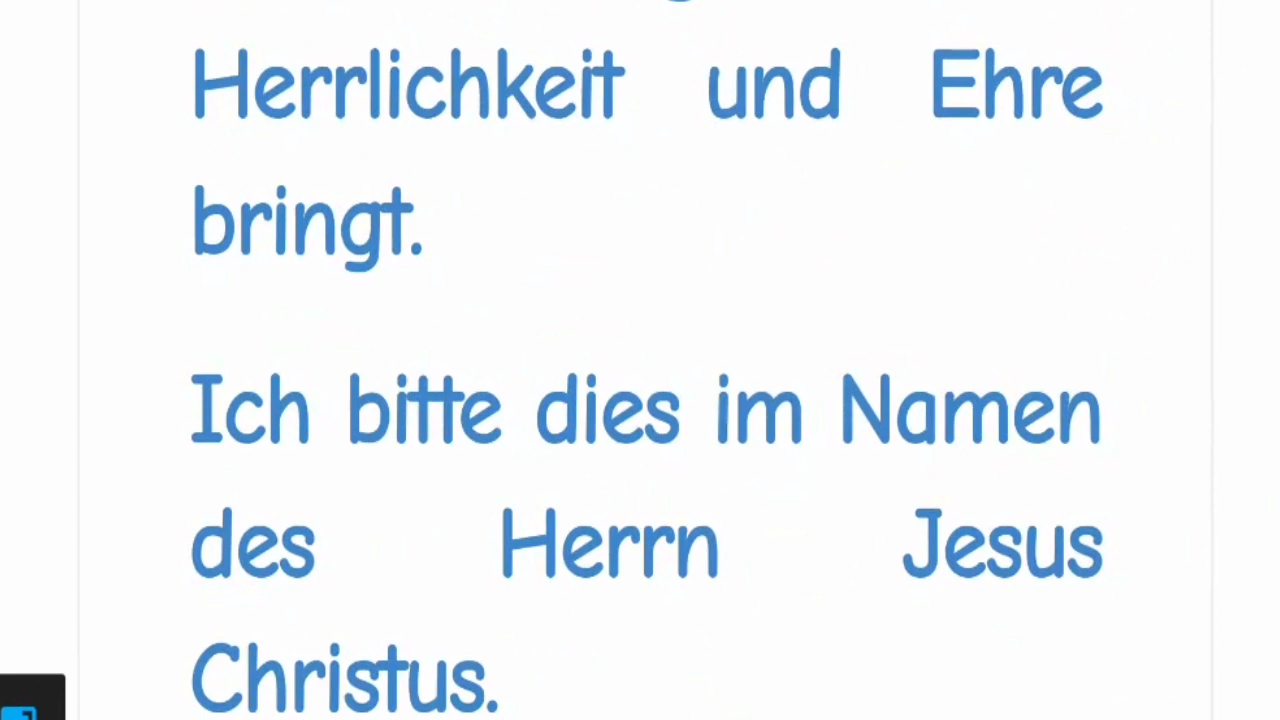 Herrlichkeit und Ehre
bringt.
Ich bitte dies im Namen
des Herrn Jesus
Christus.